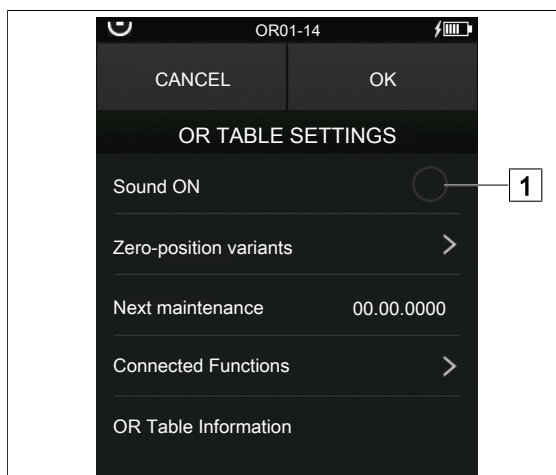 OR01-14
CANCEL OK
OR TABLE SETTINGS
Sound ON
1
Zero-position variants
Next maintenance 00.00.0000
Connected Functions
OR Table Information